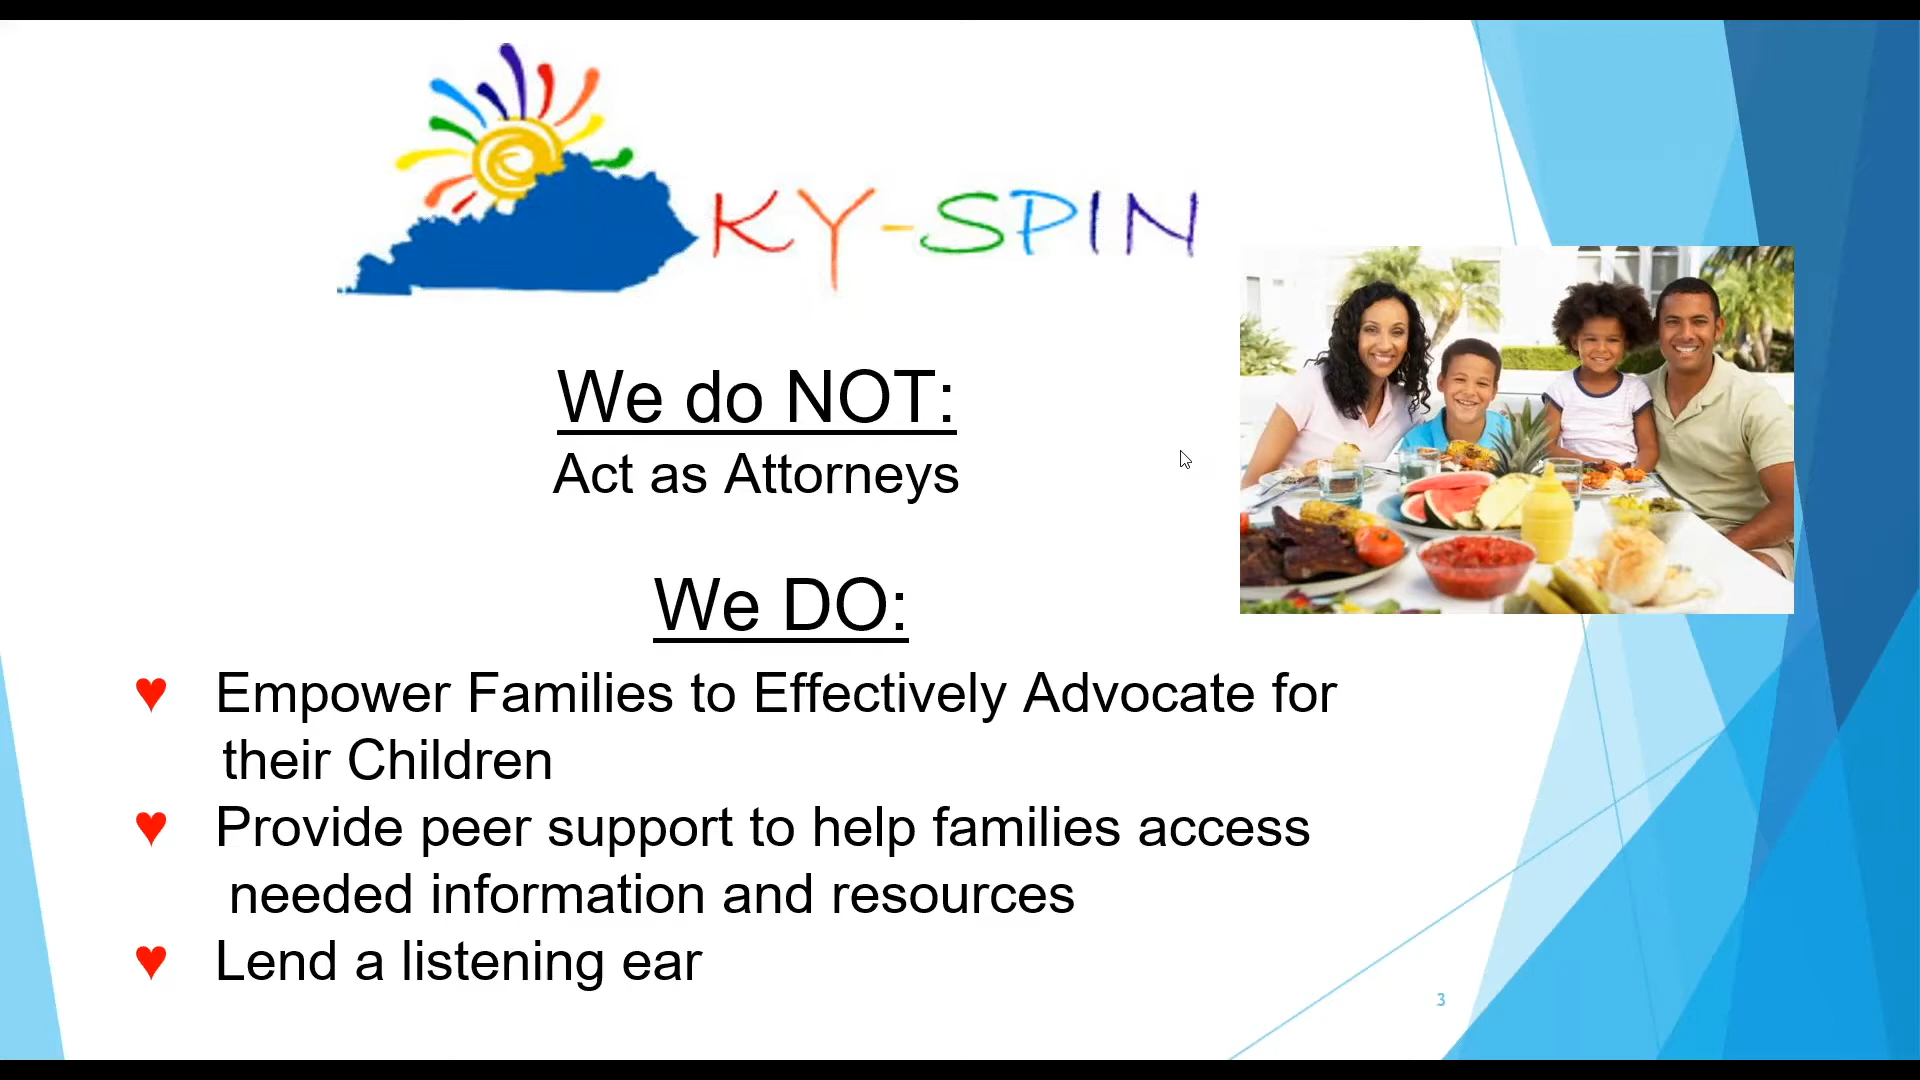 KY-SPIN
We do NOT:
Act as Attorneys
We DO:
♥ Empower Families to Effectively Advocate for
their Children
♥ Provide peer support to help families access
needed information and resources
♥ Lend a listening ear
3